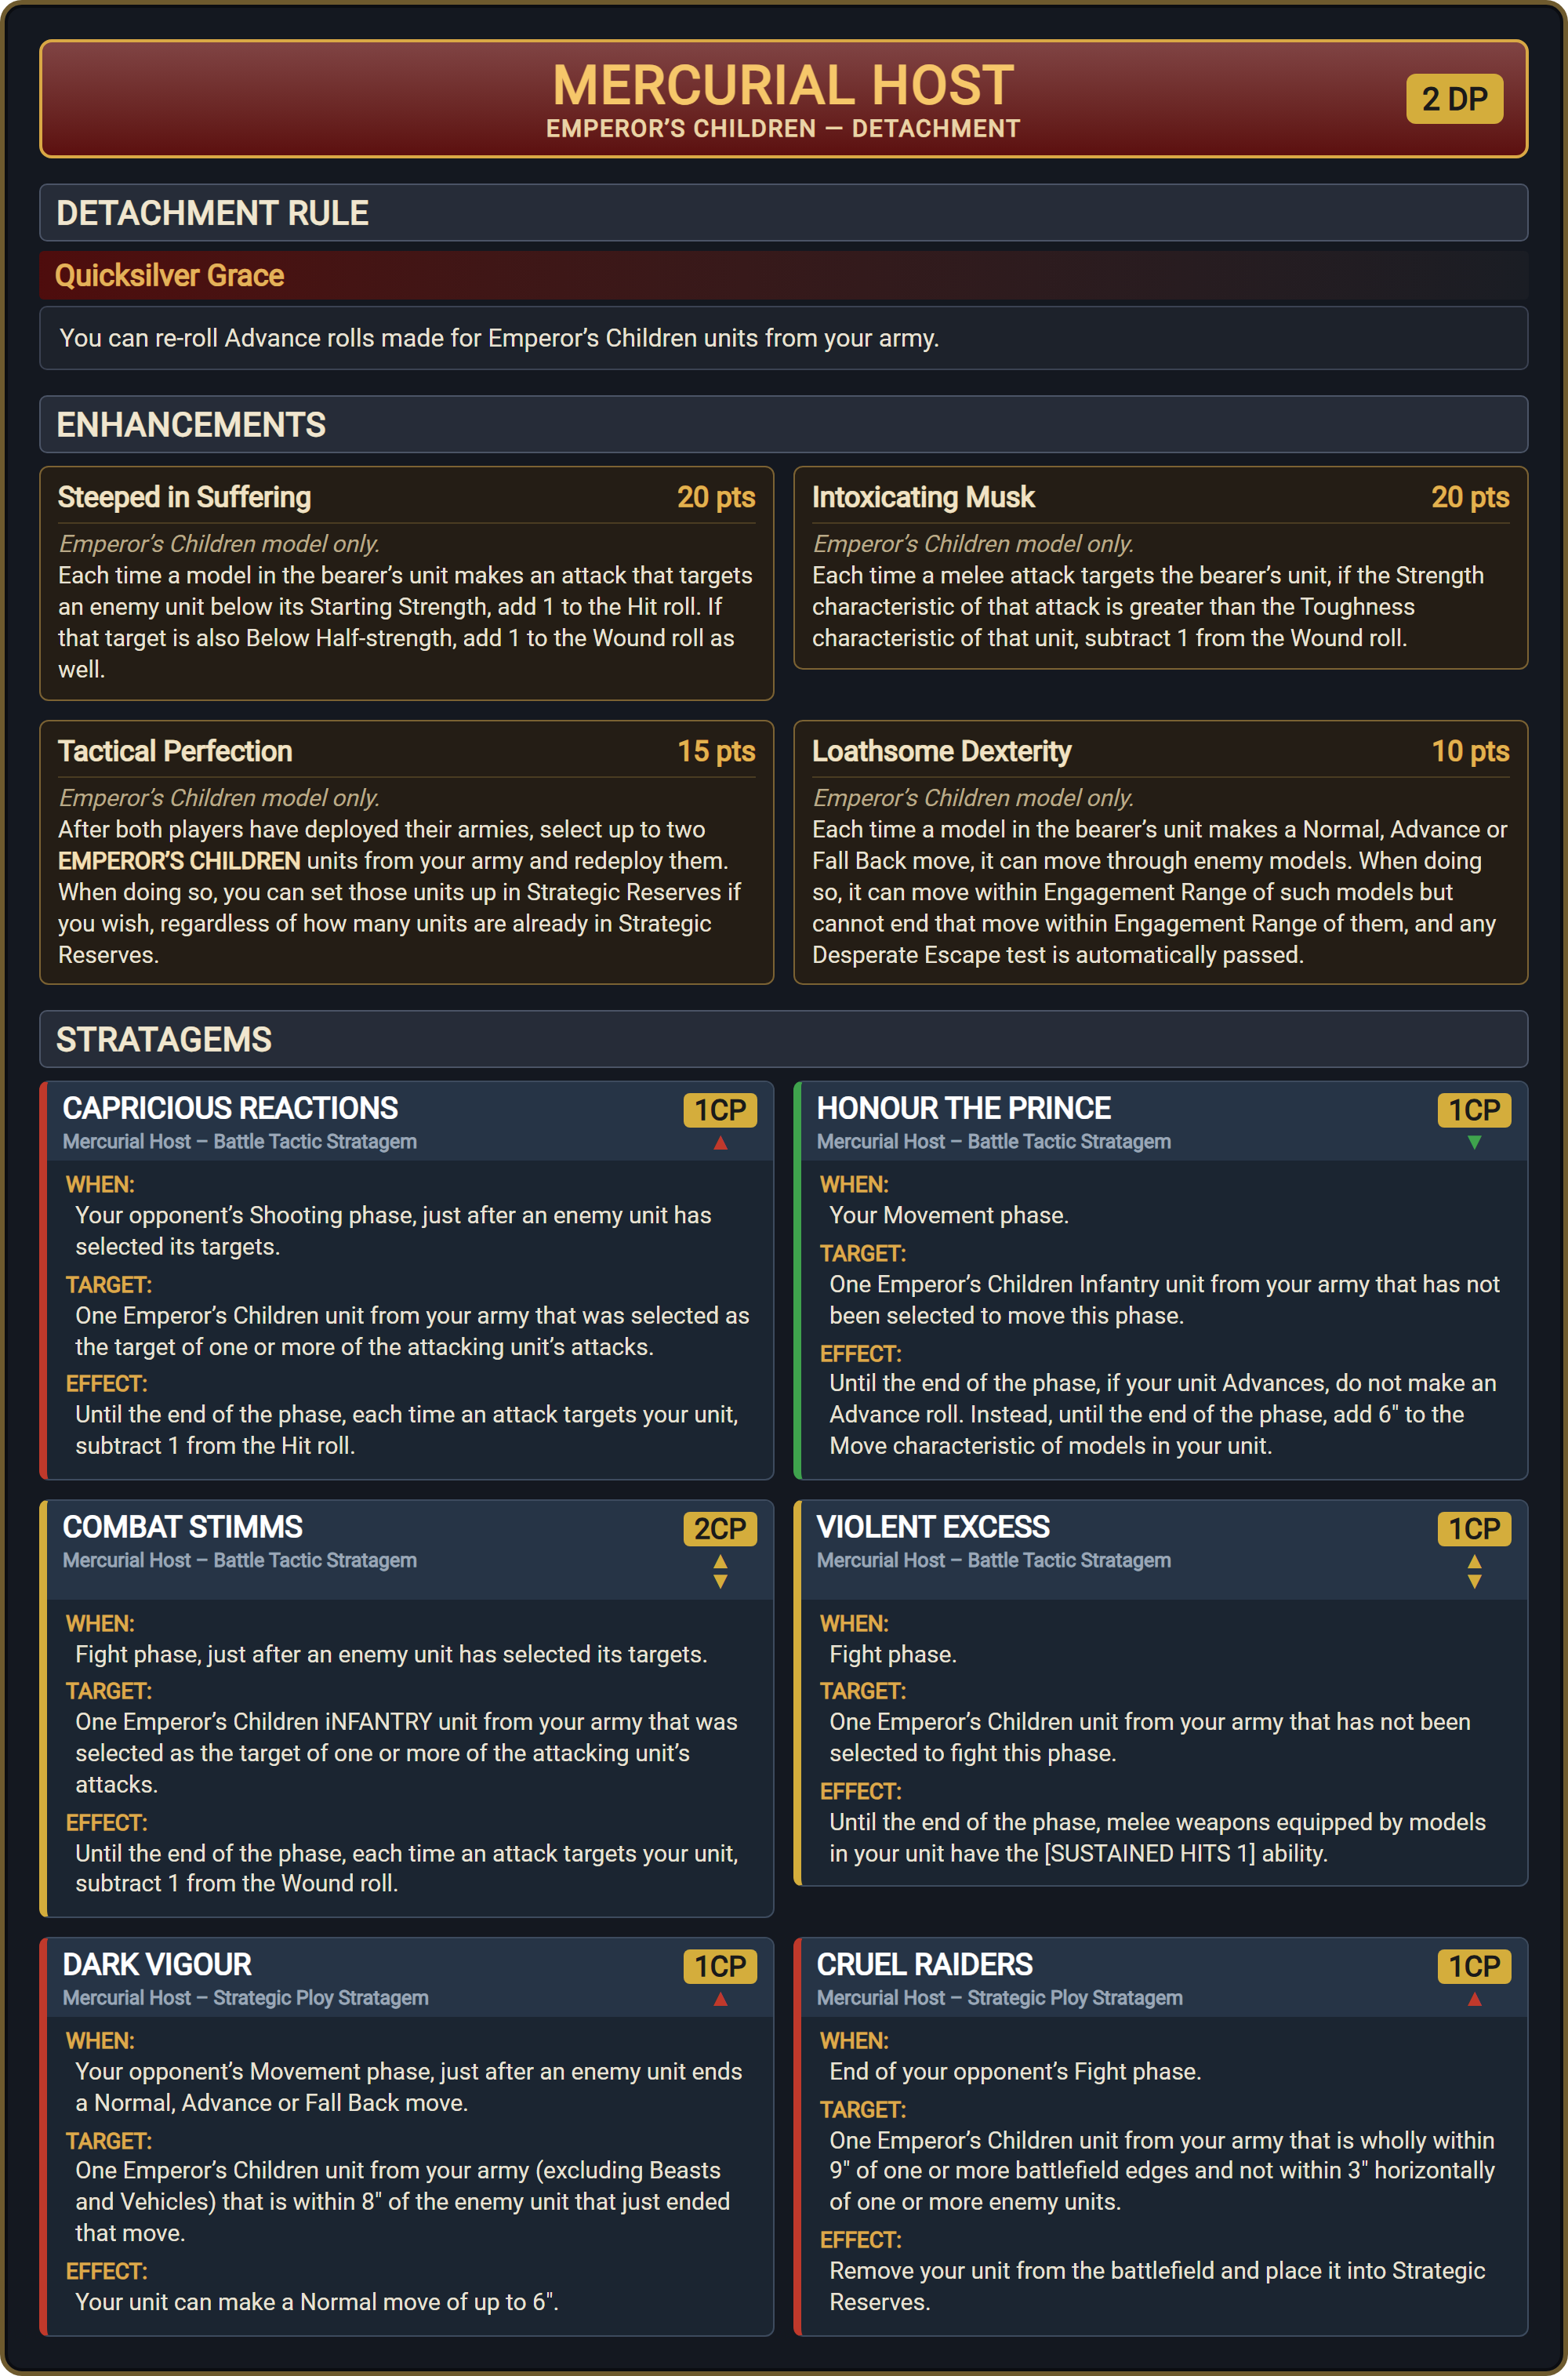 MERCURIAL HOST
EMPEROR’S CHILDREN — DETACHMENT
2 DP
DETACHMENT RULE
Quicksilver Grace
You can re-roll Advance rolls made for Emperor’s Children units from your army.
ENHANCEMENTS
Steeped in Suffering
20 pts
Emperor’s Children model only.
Each time a model in the bearer’s unit makes an attack that targets
an enemy unit below its Starting Strength, add 1 to the Hit roll. If
that target is also Below Half-strength, add 1 to the Wound roll as
well.
Intoxicating Musk
20 pts
Emperor’s Children model only.
Each time a melee attack targets the bearer’s unit, if the Strength
characteristic of that attack is greater than the Toughness
characteristic of that unit, subtract 1 from the Wound roll.
Tactical Perfection
15 pts
Emperor’s Children model only.
After both players have deployed their armies, select up to two
EMPEROR’S CHILDREN units from your army and redeploy them.
When doing so, you can set those units up in Strategic Reserves if
you wish, regardless of how many units are already in Strategic
Reserves.
Loathsome Dexterity
10 pts
Emperor’s Children model only.
Each time a model in the bearer’s unit makes a Normal, Advance or
Fall Back move, it can move through enemy models. When doing
so, it can move within Engagement Range of such models but
cannot end that move within Engagement Range of them, and any
Desperate Escape test is automatically passed.
STRATAGEMS
CAPRICIOUS REACTIONS
1CP
Mercurial Host – Battle Tactic Stratagem
▲
WHEN:
Your opponent’s Shooting phase, just after an enemy unit has
selected its targets.
TARGET:
One Emperor’s Children unit from your army that was selected as
the target of one or more of the attacking unit’s attacks.
EFFECT:
Until the end of the phase, each time an attack targets your unit,
subtract 1 from the Hit roll.
HONOUR THE PRINCE
1CP
Mercurial Host – Battle Tactic Stratagem
▼
WHEN:
Your Movement phase.
TARGET:
One Emperor’s Children Infantry unit from your army that has not
been selected to move this phase.
EFFECT:
Until the end of the phase, if your unit Advances, do not make an
Advance roll. Instead, until the end of the phase, add 6" to the
Move characteristic of models in your unit.
COMBAT STIMMS
2CP
Mercurial Host – Battle Tactic Stratagem
▲
▼
WHEN:
Fight phase, just after an enemy unit has selected its targets.
TARGET:
One Emperor’s Children iNFANTRY unit from your army that was
selected as the target of one or more of the attacking unit’s
attacks.
EFFECT:
Until the end of the phase, each time an attack targets your unit,
subtract 1 from the Wound roll.
VIOLENT EXCESS
1CP
Mercurial Host – Battle Tactic Stratagem
▲
▼
WHEN:
Fight phase.
TARGET:
One Emperor’s Children unit from your army that has not been
selected to fight this phase.
EFFECT:
Until the end of the phase, melee weapons equipped by models
in your unit have the [SUSTAINED HITS 1] ability.
DARK VIGOUR
1CP
Mercurial Host – Strategic Ploy Stratagem
▲
WHEN:
Your opponent’s Movement phase, just after an enemy unit ends
a Normal, Advance or Fall Back move.
TARGET:
One Emperor’s Children unit from your army (excluding Beasts
and Vehicles) that is within 8" of the enemy unit that just ended
that move.
EFFECT:
Your unit can make a Normal move of up to 6".
CRUEL RAIDERS
1CP
Mercurial Host – Strategic Ploy Stratagem
▲
WHEN:
End of your opponent’s Fight phase.
TARGET:
One Emperor’s Children unit from your army that is wholly within
9" of one or more battlefield edges and not within 3" horizontally
of one or more enemy units.
EFFECT:
Remove your unit from the battlefield and place it into Strategic
Reserves.